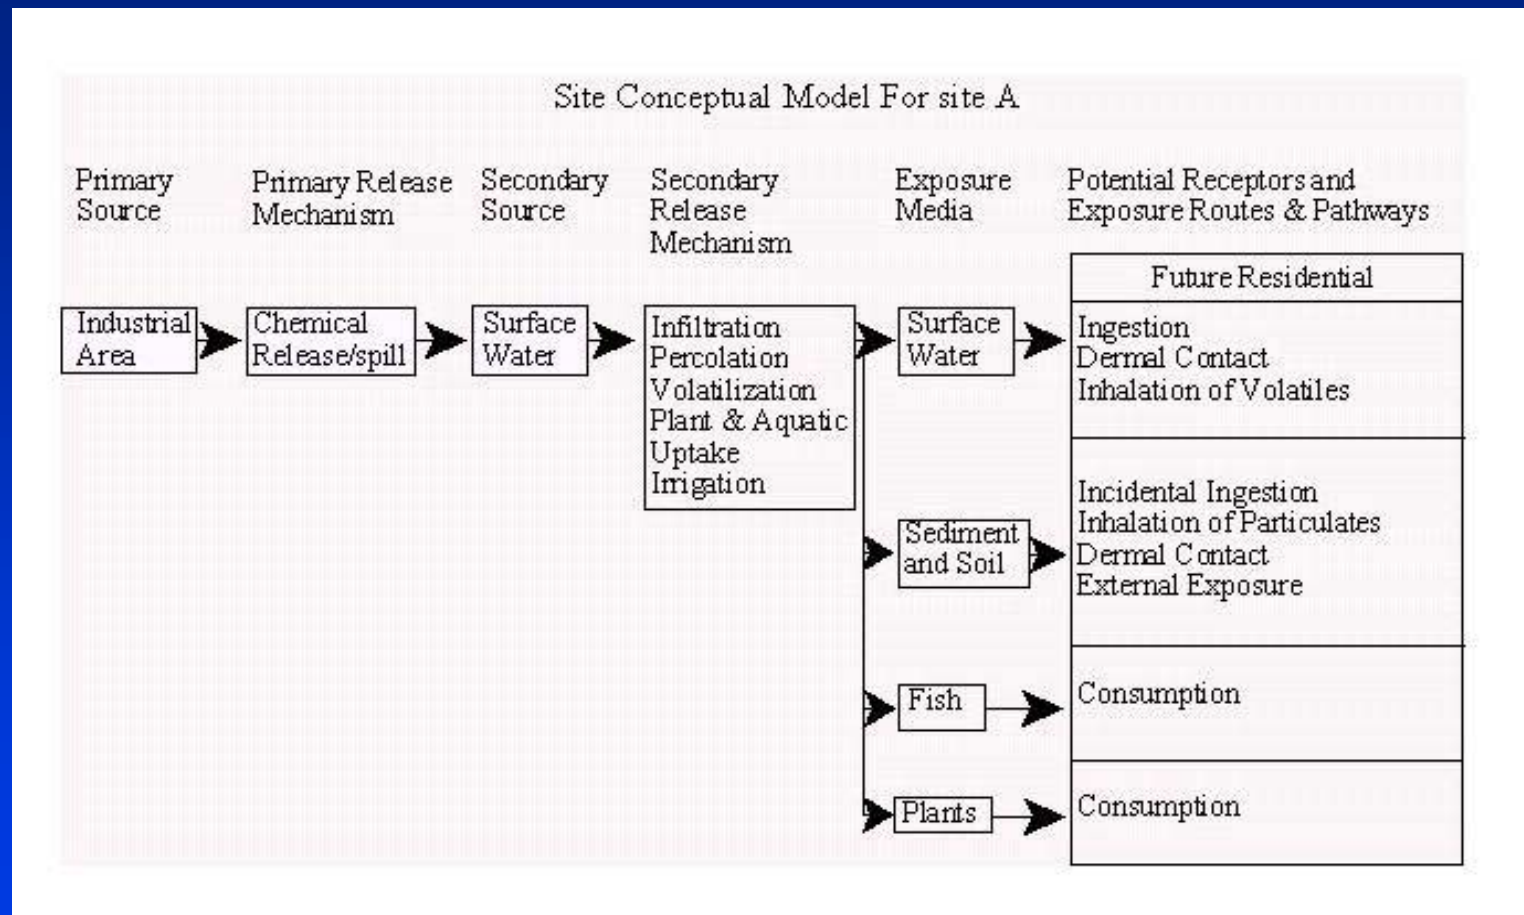 Site Conceptual Model For site A
Primary
Source
Primary Release
Mechanism
Secondary
Source
Secondary
Release
Mechanism
Exposure
Media
Potential Receptors and
Exposure Routes & Pathways
Future Residential
Industrial
Area
Chemical
Release/spill
Surface
Water
Infiltration
Percolation
Volatilization
Plant & Aquatic
Uptake
Irrigation
Surface
Water
Ingestion
Dermal Contact
Inhalation of Volatiles
Sediment
and Soil
Incidental Ingestion
Inhalation of Particulates
Dermal Contact
External Exposure
Fish
Consumption
Plants
Consumption